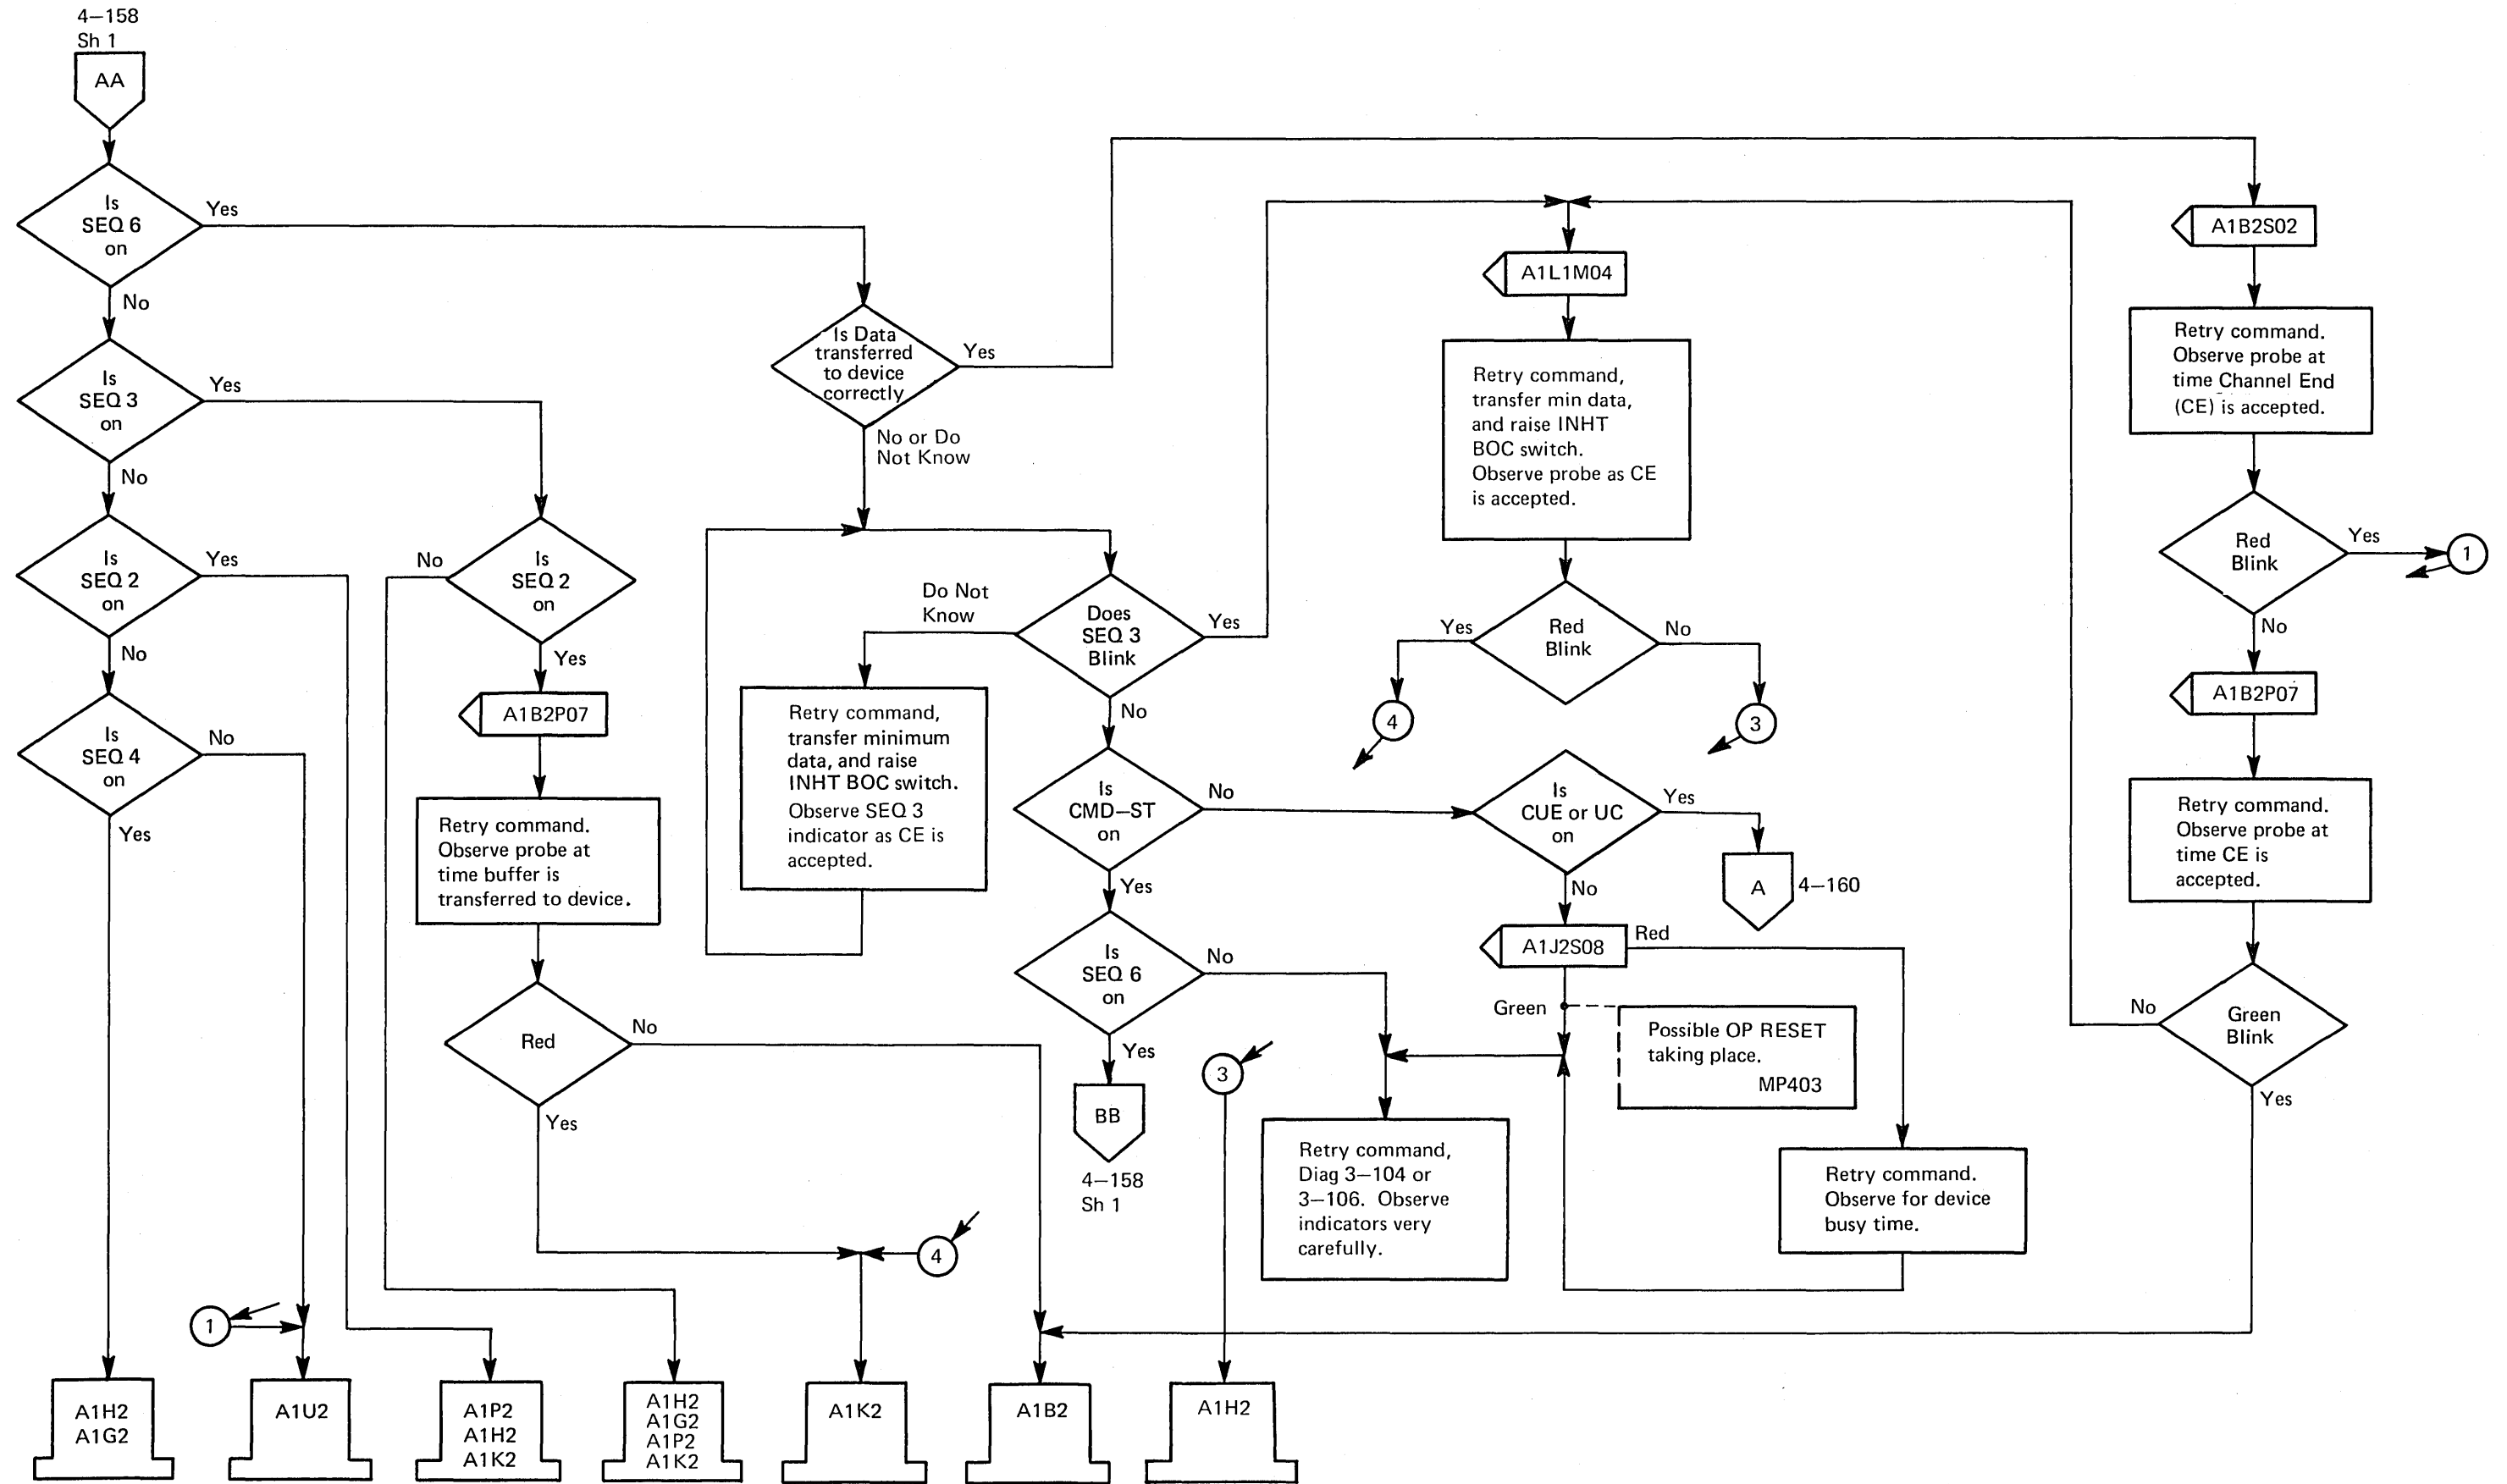 4–158
Sh 1
AA
Is
SEQ 6
on
Yes
No
Is
SEQ 3
on
Yes
No
Is
SEQ 2
on
Yes
No
Is
SEQ 4
on
No
Yes
1
A1H2
A1G2
A1U2
A1P2
A1H2
A1K2
No
Is
SEQ 2
on
Yes
A1B2P07
Retry command.
Observe probe at
time buffer is
transferred to device.
Red
No
Yes
A1H2
A1G2
A1P2
A1K2
4
A1K2
A1B2
Is Data
transferred
to device
correctly
Yes
No or Do
Not Know
Do Not
Know
Does
SEQ 3
Blink
Yes
No
Retry command,
transfer minimum
data, and raise
INHT BOC switch.
Observe SEQ 3
indicator as CE is
accepted.
Is
CMD–ST
on
No
Yes
Is
SEQ 6
on
No
Yes
BB
4–158
Sh 1
3
A1H2
A1L1M04
Retry command,
transfer min data,
and raise INHT
BOC switch.
Observe probe as CE
is accepted.
Yes
Red
Blink
No
4
3
Is
CUE or UC
on
Yes
No
A
4–160
A1J2S08
Red
Green
Possible OP RESET
taking place.
MP403
Retry command,
Diag 3–104 or
3–106. Observe
indicators very
carefully.
Retry command.
Observe for device
busy time.
A1B2S02
Retry command.
Observe probe at
time Channel End
(CE) is accepted.
Red
Blink
Yes
1
No
A1B2P07
Retry command.
Observe probe at
time CE is
accepted.
No
Green
Blink
Yes